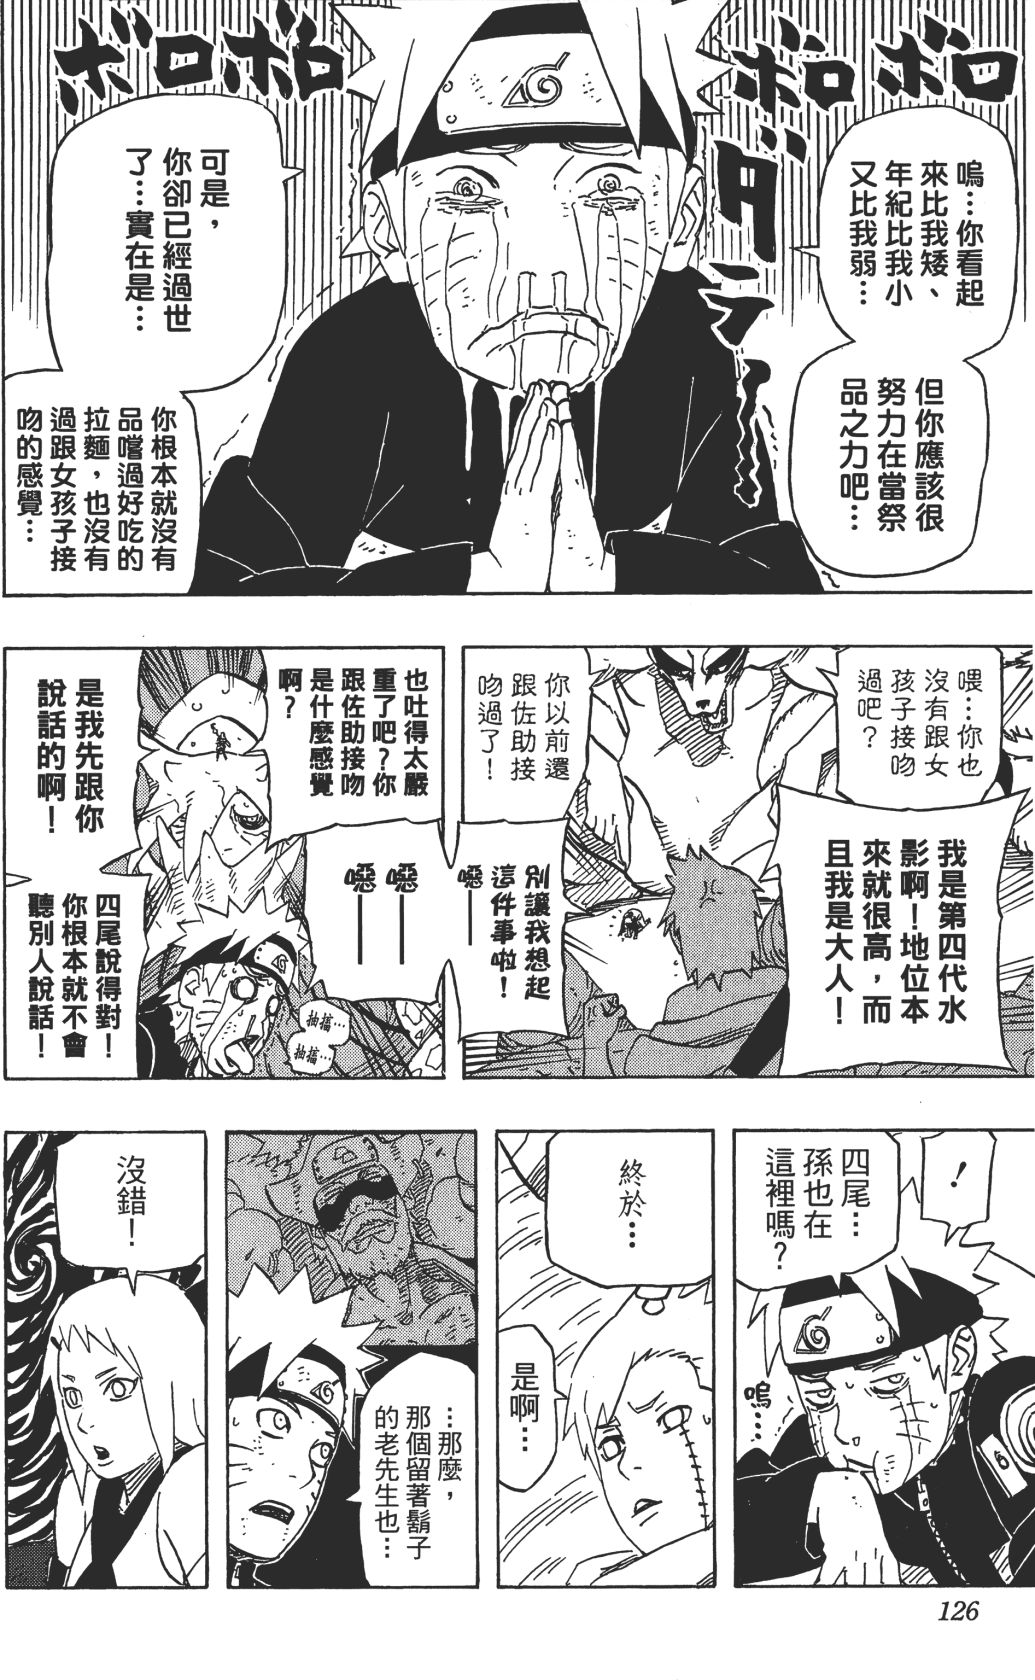 ボロボロ
ボロボロ
ダラーー
嗚…你看起
來比我矮、
年紀比我小
又比我弱…
但你應該很
努力在當祭
品之力吧…
可是，
你卻已經過世
了…實在是…
你根本就沒有
品嚐過好吃的
拉麵，也沒有
過跟女孩子接
吻的感覺…
喂…你也
沒有跟女
孩子接吻
過吧？
我是第四代水
影啊！地位本
來就很高，而
且我是大人！
你以前還
跟佐助接
吻過了！
別讓我想起
這件事啦！
噁——
也吐得太嚴
重了吧？你
跟佐助接吻
是什麼感覺
啊？
噁——
噁——
抽搐…
抽搐…
是我先跟你
說話的啊！
四尾說得對！
你根本就不會
聽別人說話！
！
四尾…
孫也在
這裡嗎？
嗚…
終於…
是啊…
…那麼，
那個留著鬍子
的老先生也…
沒錯！
126